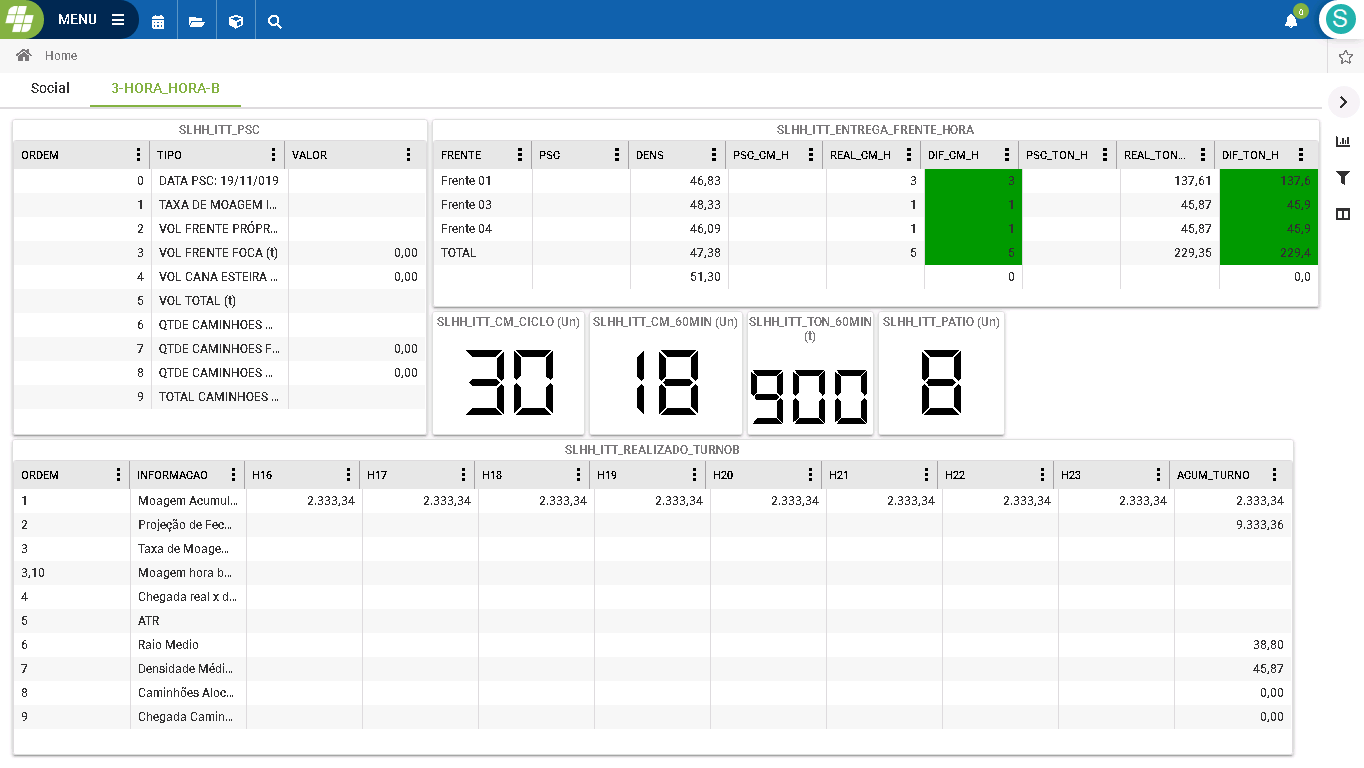 MENU
0
S
Home
Social 3-HORA_HORA-B
SLHH_ITT_PSC
ORDEM TIPO VALOR
0 DATA PSC: 19/11/019
1 TAXA DE MOAGEM I...
2 VOL FRENTE PRÓPR...
3 VOL FRENTE FOCA (t) 0,00
4 VOL CANA ESTEIRA ... 0,00
5 VOL TOTAL (t)
6 QTDE CAMINHOES ...
7 QTDE CAMINHOES F... 0,00
8 QTDE CAMINHOES ... 0,00
9 TOTAL CAMINHOES ...
SLHH_ITT_ENTREGA_FRENTE_HORA
FRENTE PSC DENS PSC_CM_H REAL_CM_H DIF_CM_H PSC_TON_H REAL_TON... DIF_TON_H
Frente 01 46,83 3 3 137,61 137,6
Frente 03 48,33 1 1 45,87 45,9
Frente 04 46,09 1 1 45,87 45,9
TOTAL 47,38 5 5 229,35 229,4
51,30 0 0,0
SLHH_ITT_CM_CICLO (Un)
30
SLHH_ITT_CM_60MIN (Un)
18
SLHH_ITT_TON_60MIN
(t)
900
SLHH_ITT_PATIO (Un)
8
SLHH_ITT_REALIZADO_TURNOB
ORDEM INFORMACAO H16 H17 H18 H19 H20 H21 H22 H23 ACUM_TURNO
1 Moagem Acumul... 2.333,34 2.333,34 2.333,34 2.333,34 2.333,34 2.333,34 2.333,34 2.333,34 2.333,34
2 Projeção de Fec... 9.333,36
3 Taxa de Moage...
3,10 Moagem hora b...
4 Chegada real x d...
5 ATR
6 Raio Medio 38,80
7 Densidade Médi... 45,87
8 Caminhões Aloc... 0,00
9 Chegada Camin... 0,00